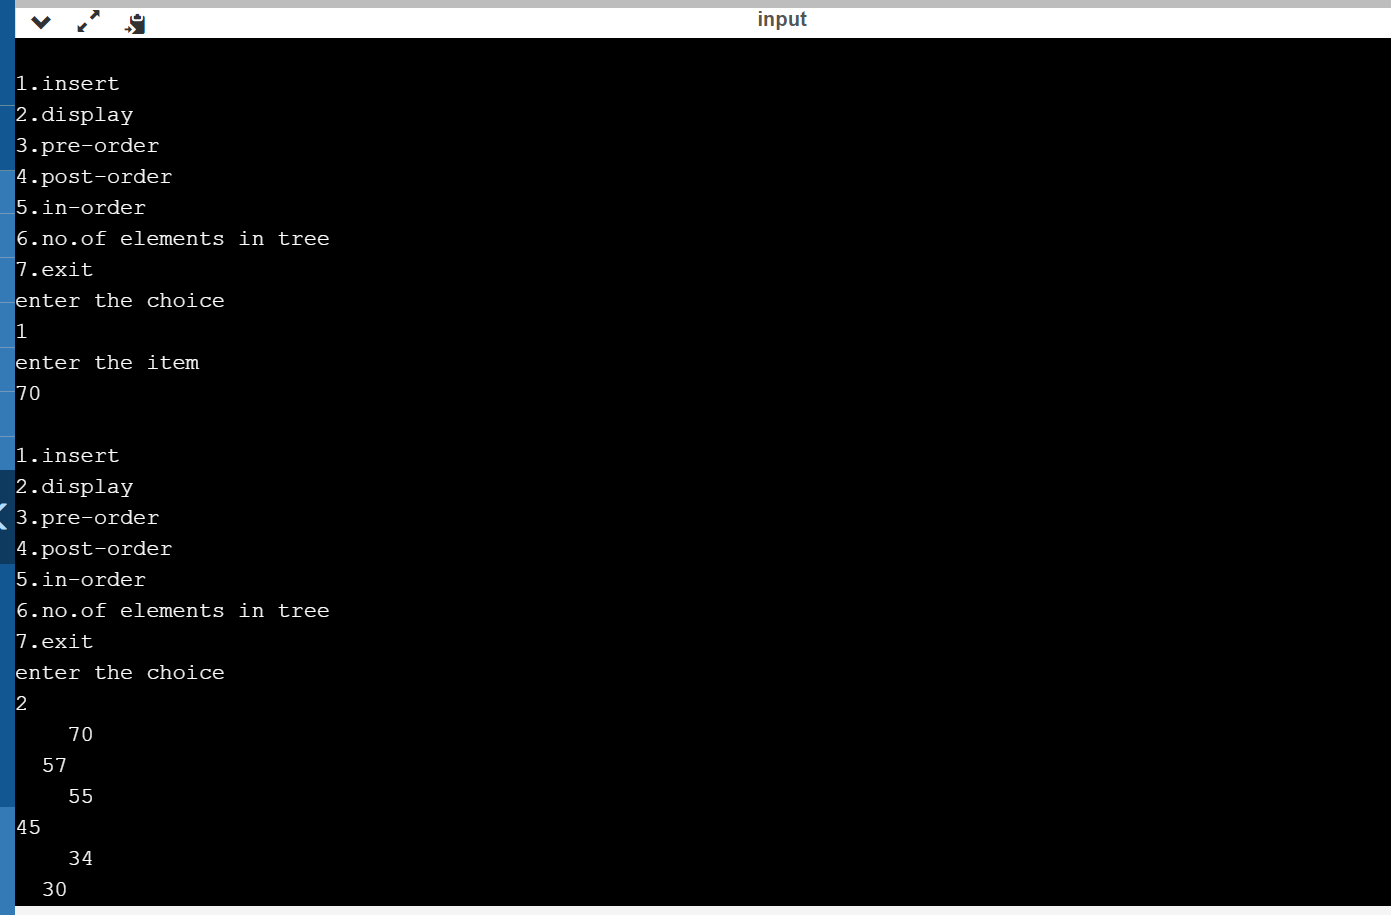 input
1.insert
2.display
3.pre-order
4.post-order
5.in-order
6.no.of elements in tree
7.exit
enter the choice
1
enter the item
70
1.insert
2.display
3.pre-order
4.post-order
5.in-order
6.no.of elements in tree
7.exit
enter the choice
2
70
57
55
45
34
30